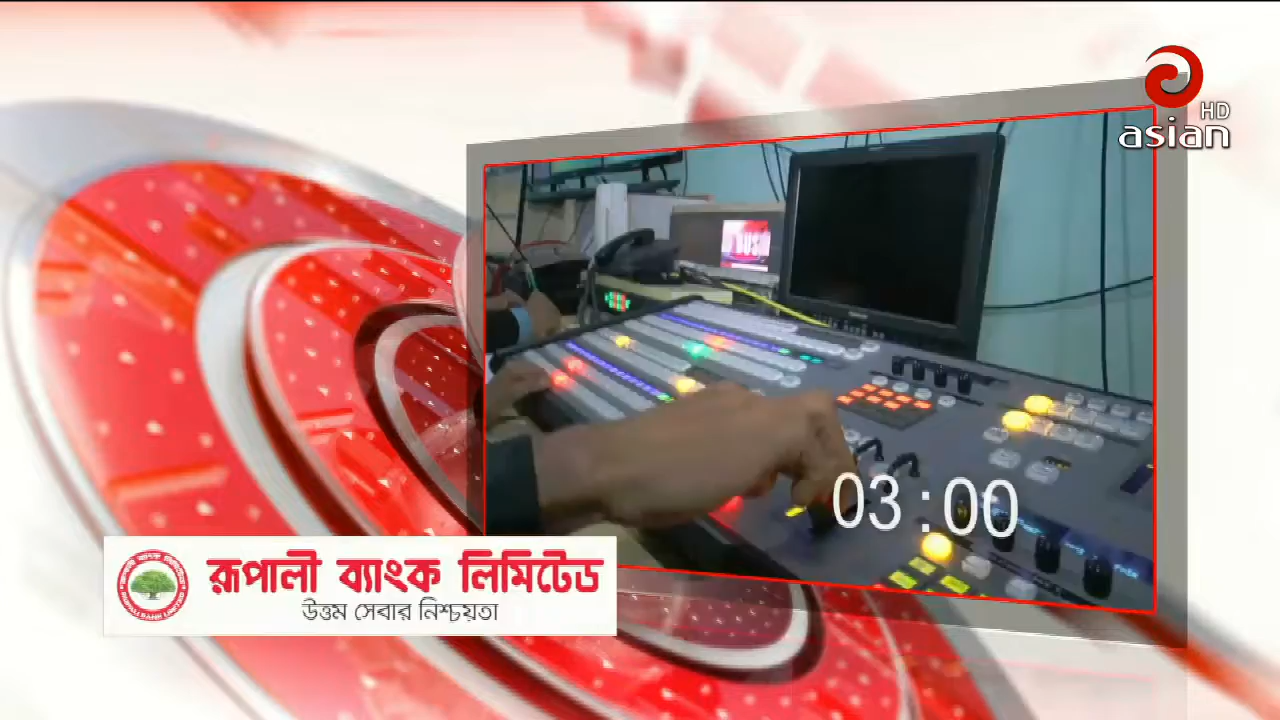 HD
asian
03:00
রূপালী ব্যাংক লিমিটেড
উত্তম সেবার নিশ্চয়তা